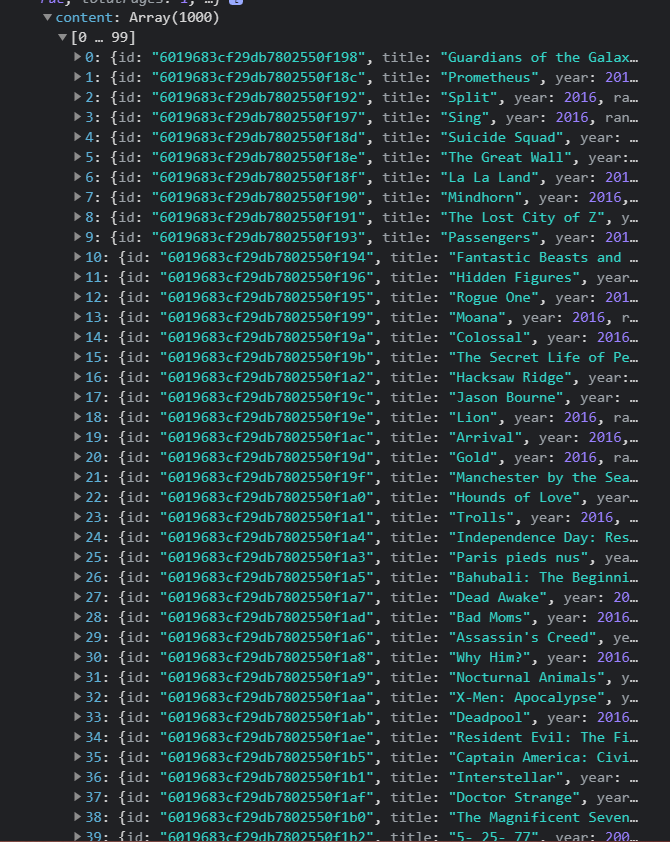 rue, totalPages: 1, …}
content: Array(1000)
[0 … 99]
0: {id: "6019683cf29db7802550f198", title: "Guardians of the Galax…
1: {id: "6019683cf29db7802550f18c", title: "Prometheus", year: 201…
2: {id: "6019683cf29db7802550f192", title: "Split", year: 2016, ra…
3: {id: "6019683cf29db7802550f197", title: "Sing", year: 2016, ran…
4: {id: "6019683cf29db7802550f18d", title: "Suicide Squad", year: …
5: {id: "6019683cf29db7802550f18e", title: "The Great Wall", year:…
6: {id: "6019683cf29db7802550f18f", title: "La La Land", year: 201…
7: {id: "6019683cf29db7802550f190", title: "Mindhorn", year: 2016,…
8: {id: "6019683cf29db7802550f191", title: "The Lost City of Z", y…
9: {id: "6019683cf29db7802550f193", title: "Passengers", year: 201…
10: {id: "6019683cf29db7802550f194", title: "Fantastic Beasts and …
11: {id: "6019683cf29db7802550f196", title: "Hidden Figures", year…
12: {id: "6019683cf29db7802550f195", title: "Rogue One", year: 201…
13: {id: "6019683cf29db7802550f199", title: "Moana", year: 2016, r…
14: {id: "6019683cf29db7802550f19a", title: "Colossal", year: 2016…
15: {id: "6019683cf29db7802550f19b", title: "The Secret Life of Pe…
16: {id: "6019683cf29db7802550f1a2", title: "Hacksaw Ridge", year:…
17: {id: "6019683cf29db7802550f19c", title: "Jason Bourne", year: …
18: {id: "6019683cf29db7802550f19e", title: "Lion", year: 2016, ra…
19: {id: "6019683cf29db7802550f1ac", title: "Arrival", year: 2016,…
20: {id: "6019683cf29db7802550f19d", title: "Gold", year: 2016, ra…
21: {id: "6019683cf29db7802550f19f", title: "Manchester by the Sea…
22: {id: "6019683cf29db7802550f1a0", title: "Hounds of Love", year…
23: {id: "6019683cf29db7802550f1a1", title: "Trolls", year: 2016, …
24: {id: "6019683cf29db7802550f1a4", title: "Independence Day: Res…
25: {id: "6019683cf29db7802550f1a3", title: "Paris pieds nus", yea…
26: {id: "6019683cf29db7802550f1a5", title: "Bahubali: The Beginni…
27: {id: "6019683cf29db7802550f1a7", title: "Dead Awake", year: 20…
28: {id: "6019683cf29db7802550f1ad", title: "Bad Moms", year: 2016…
29: {id: "6019683cf29db7802550f1a6", title: "Assassin's Creed", ye…
30: {id: "6019683cf29db7802550f1a8", title: "Why Him?", year: 2016…
31: {id: "6019683cf29db7802550f1a9", title: "Nocturnal Animals", y…
32: {id: "6019683cf29db7802550f1aa", title: "X-Men: Apocalypse", y…
33: {id: "6019683cf29db7802550f1ab", title: "Deadpool", year: 2016…
34: {id: "6019683cf29db7802550f1ae", title: "Resident Evil: The Fi…
35: {id: "6019683cf29db7802550f1b5", title: "Captain America: Civi…
36: {id: "6019683cf29db7802550f1b1", title: "Interstellar", year: …
37: {id: "6019683cf29db7802550f1af", title: "Doctor Strange", year…
38: {id: "6019683cf29db7802550f1b0", title: "The Magnificent Seven…
39: {id: "6019683cf29db7802550f1b2", title: "5- 25- 77", year: 200…